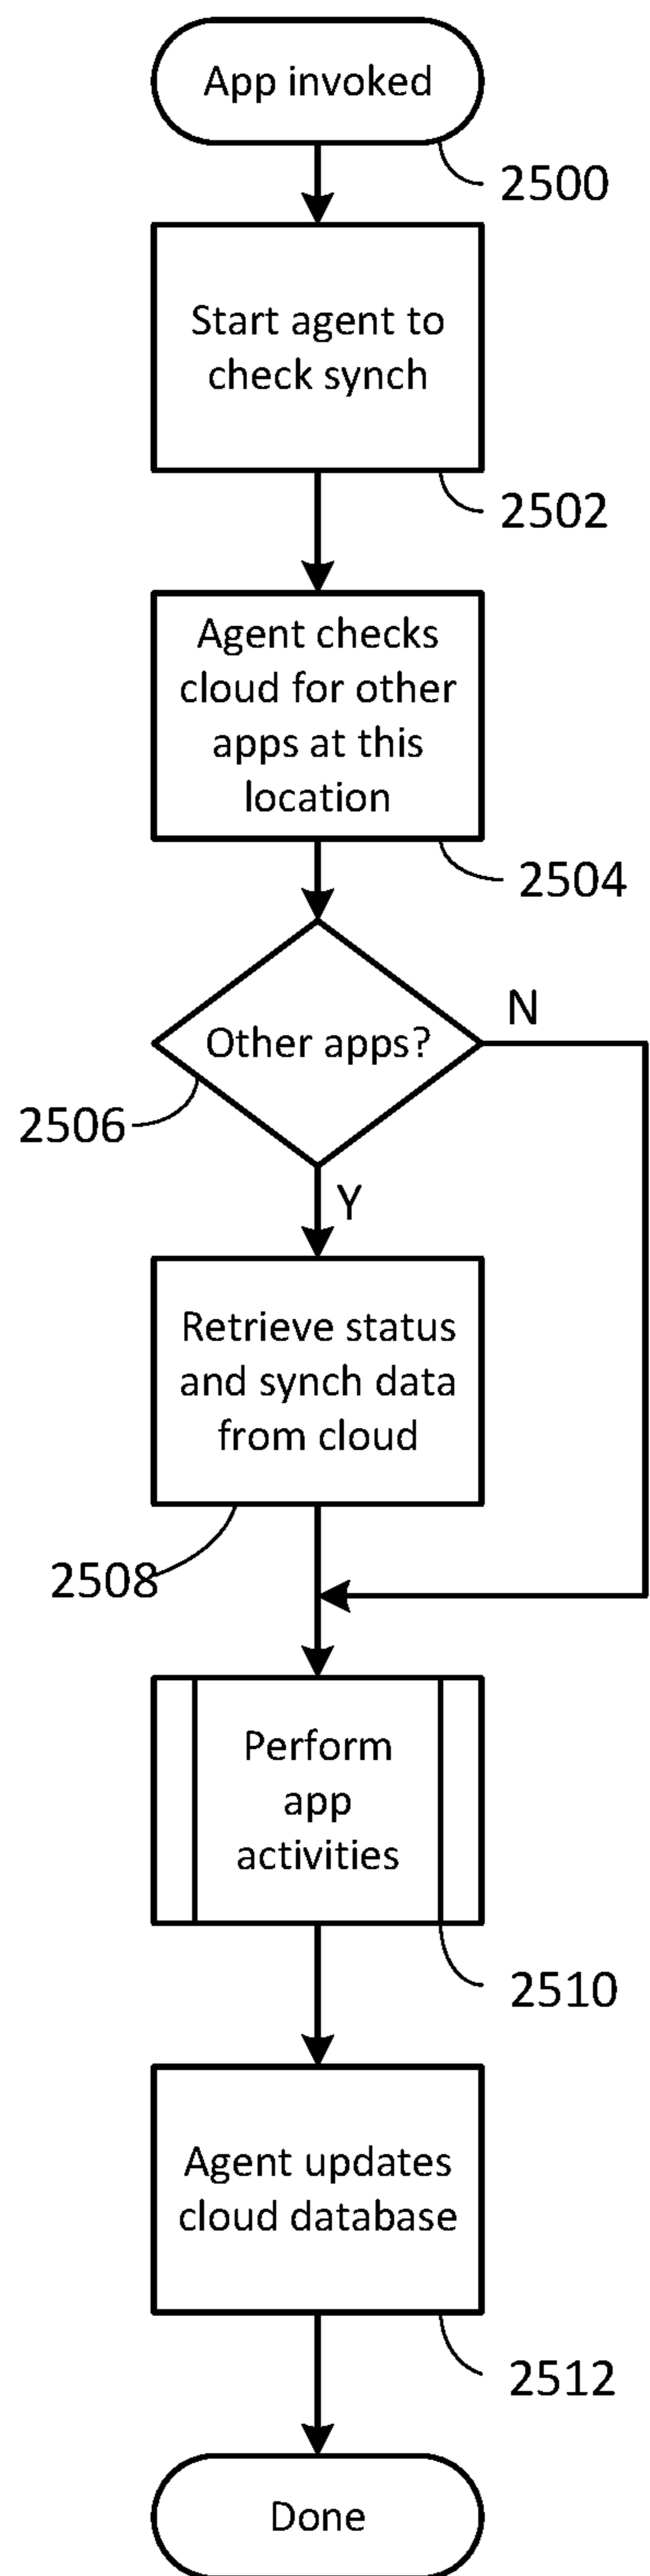 App invoked
2500
Start agent to
check synch
2502
Agent checks
cloud for other
apps at this
location
2504
Other apps?
N
2506
Y
Retrieve status
and synch data
from cloud
2508
Perform
app
activities
2510
Agent updates
cloud database
2512
Done